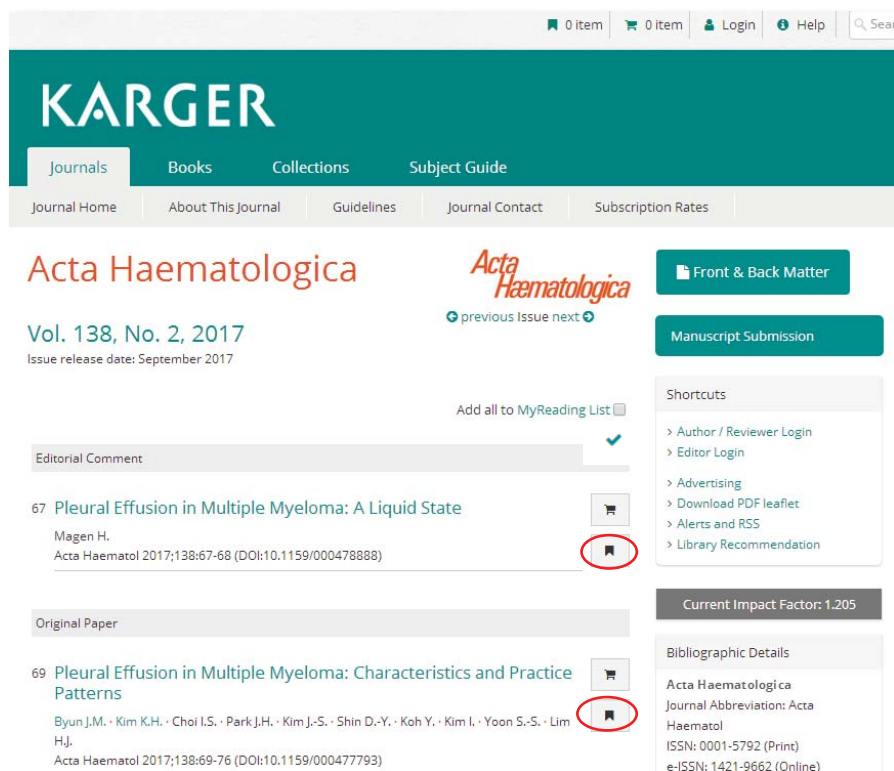 0 item 0 item Login Help
KARGER
Journals Books Collections Subject Guide
Journal Home About This Journal Guidelines Journal Contact Subscription Rates
Acta Haematologica
Acta
Hæmatologica
previous Issue next
Vol. 138, No. 2, 2017
Issue release date: September 2017
Add all to MyReading List
Editorial Comment
67 Pleural Effusion in Multiple Myeloma: A Liquid State
Magen H.
Acta Haematol 2017;138:67-68 (DOI:10.1159/000478888)
Original Paper
69 Pleural Effusion in Multiple Myeloma: Characteristics and Practice
Patterns
Byun J.M. · Kim K.H. · Choi I.S. · Park J.H. · Kim J.-S. · Shin D.-Y. · Koh Y. · Kim I. · Yoon S.-S. · Lim
H.J.
Acta Haematol 2017;138:69-76 (DOI:10.1159/000477793)
Front & Back Matter
Manuscript Submission
Shortcuts
> Author / Reviewer Login
> Editor Login
> Advertising
> Download PDF leaflet
> Alerts and RSS
> Library Recommendation
Current Impact Factor: 1.205
Bibliographic Details
Acta Haematologica
Journal Abbreviation: Acta
Haematol
ISSN: 0001-5792 (Print)
e-ISSN: 1421-9662 (Online)